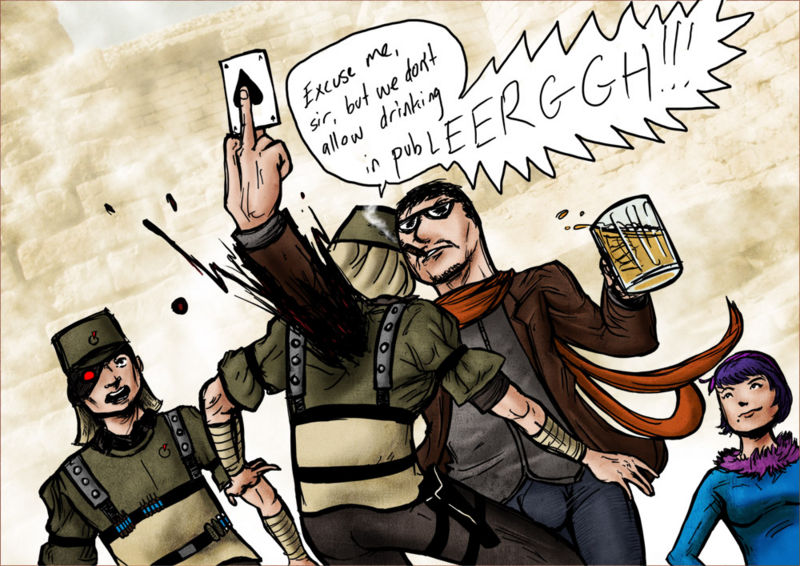 Excuse me,
sir, but we don't
allow drinking
in pubLEERGGH!!!